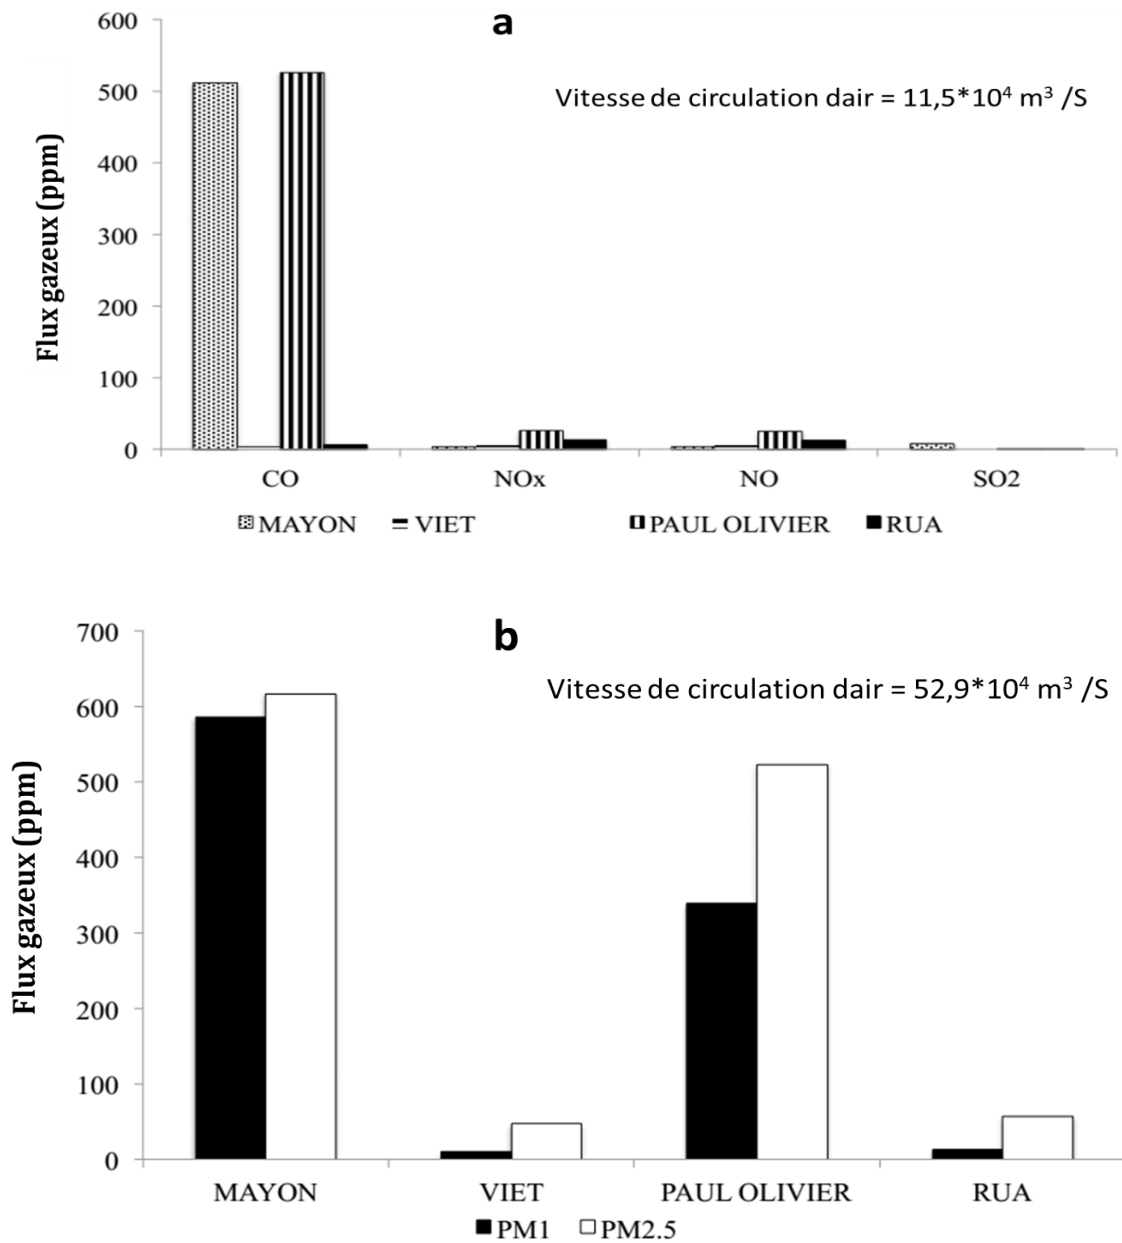 a
Vitesse de circulation dair = 11,5*10⁴ m³ /S
Flux gazeux (ppm)
600
500
400
300
200
100
0
CO NOx NO SO2
MAYON VIET PAUL OLIVIER RUA
b
Vitesse de circulation dair = 52,9*10⁴ m³ /S
Flux gazeux (ppm)
700
600
500
400
300
200
100
0
MAYON VIET PAUL OLIVIER RUA
PM1 PM2.5